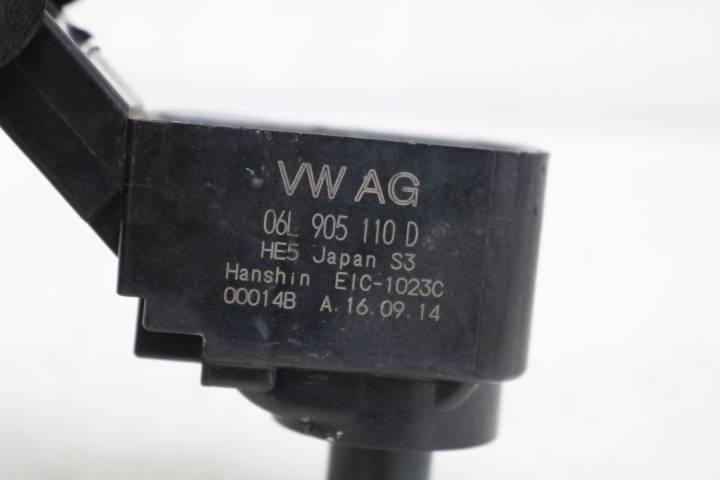 VW AG
06L 905 110 D
HE5 Japan S3
Hanshin EIC-1023C
00014B A.16.09.14